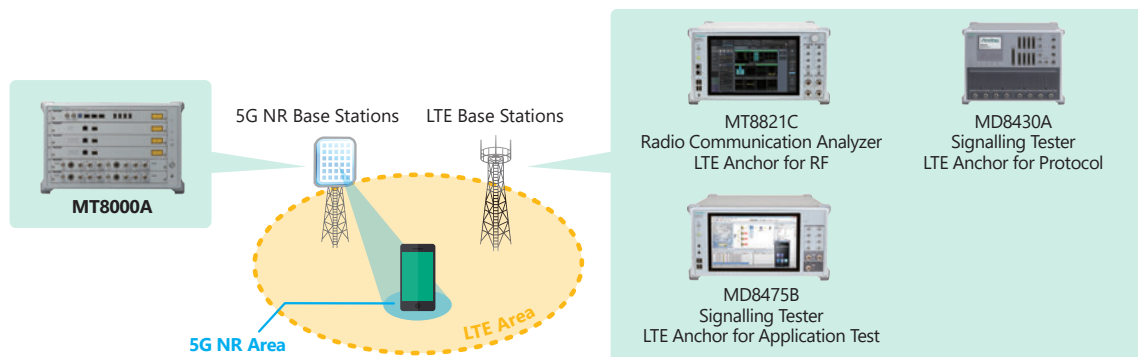 MT8000A
5G NR Base Stations
LTE Base Stations
LTE Area
5G NR Area
MT8821C
Radio Communication Analyzer
LTE Anchor for RF
MD8430A
Signalling Tester
LTE Anchor for Protocol
MD8475B
Signalling Tester
LTE Anchor for Application Test